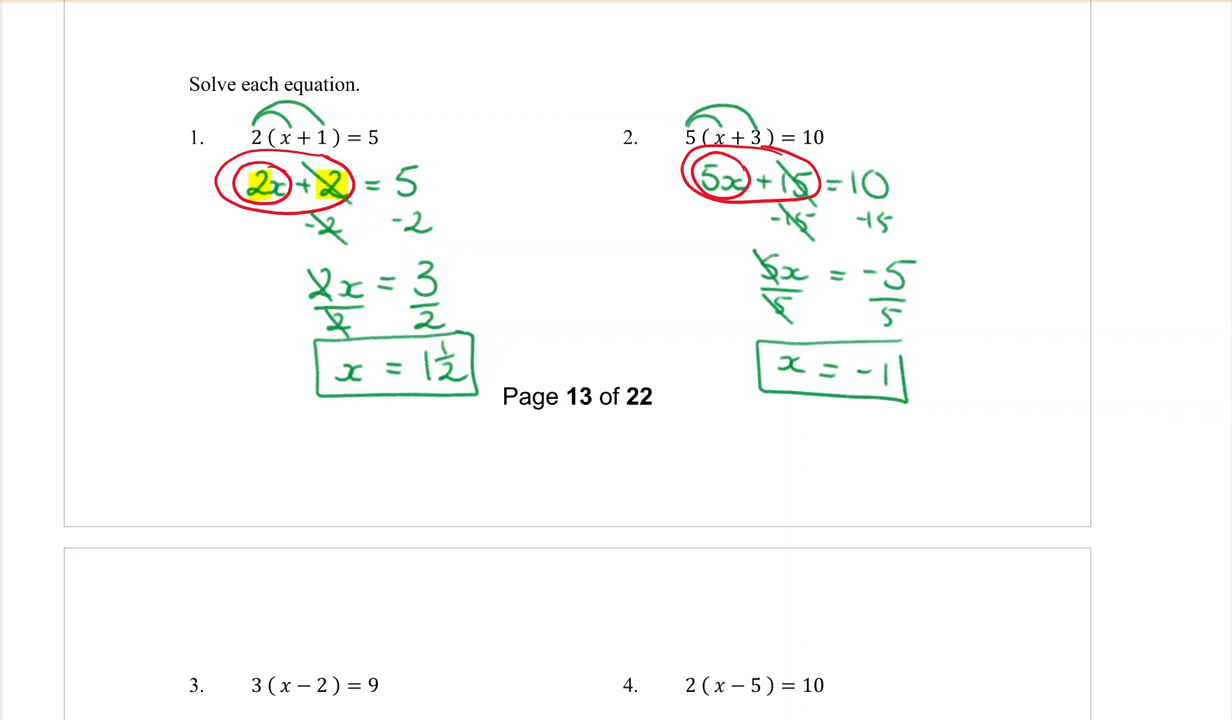 Solve each equation.
1. 2 ( x + 1 ) = 5
2x + 2 = 5
-2 -2
2x = 3
2 2
x = 1 1/2
2. 5 ( x + 3 ) = 10
5x + 15 = 10
-15 -15
5x = -5
5 5
x = -1
Page 13 of 22
3. 3 ( x − 2 ) = 9
4. 2 ( x − 5 ) = 10